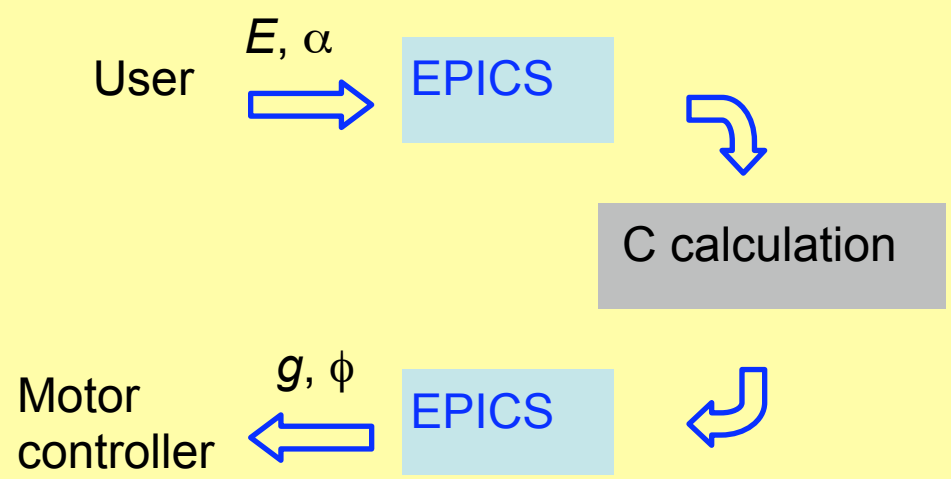 E, α
User
EPICS
C calculation
g, ϕ
Motor
controller
EPICS